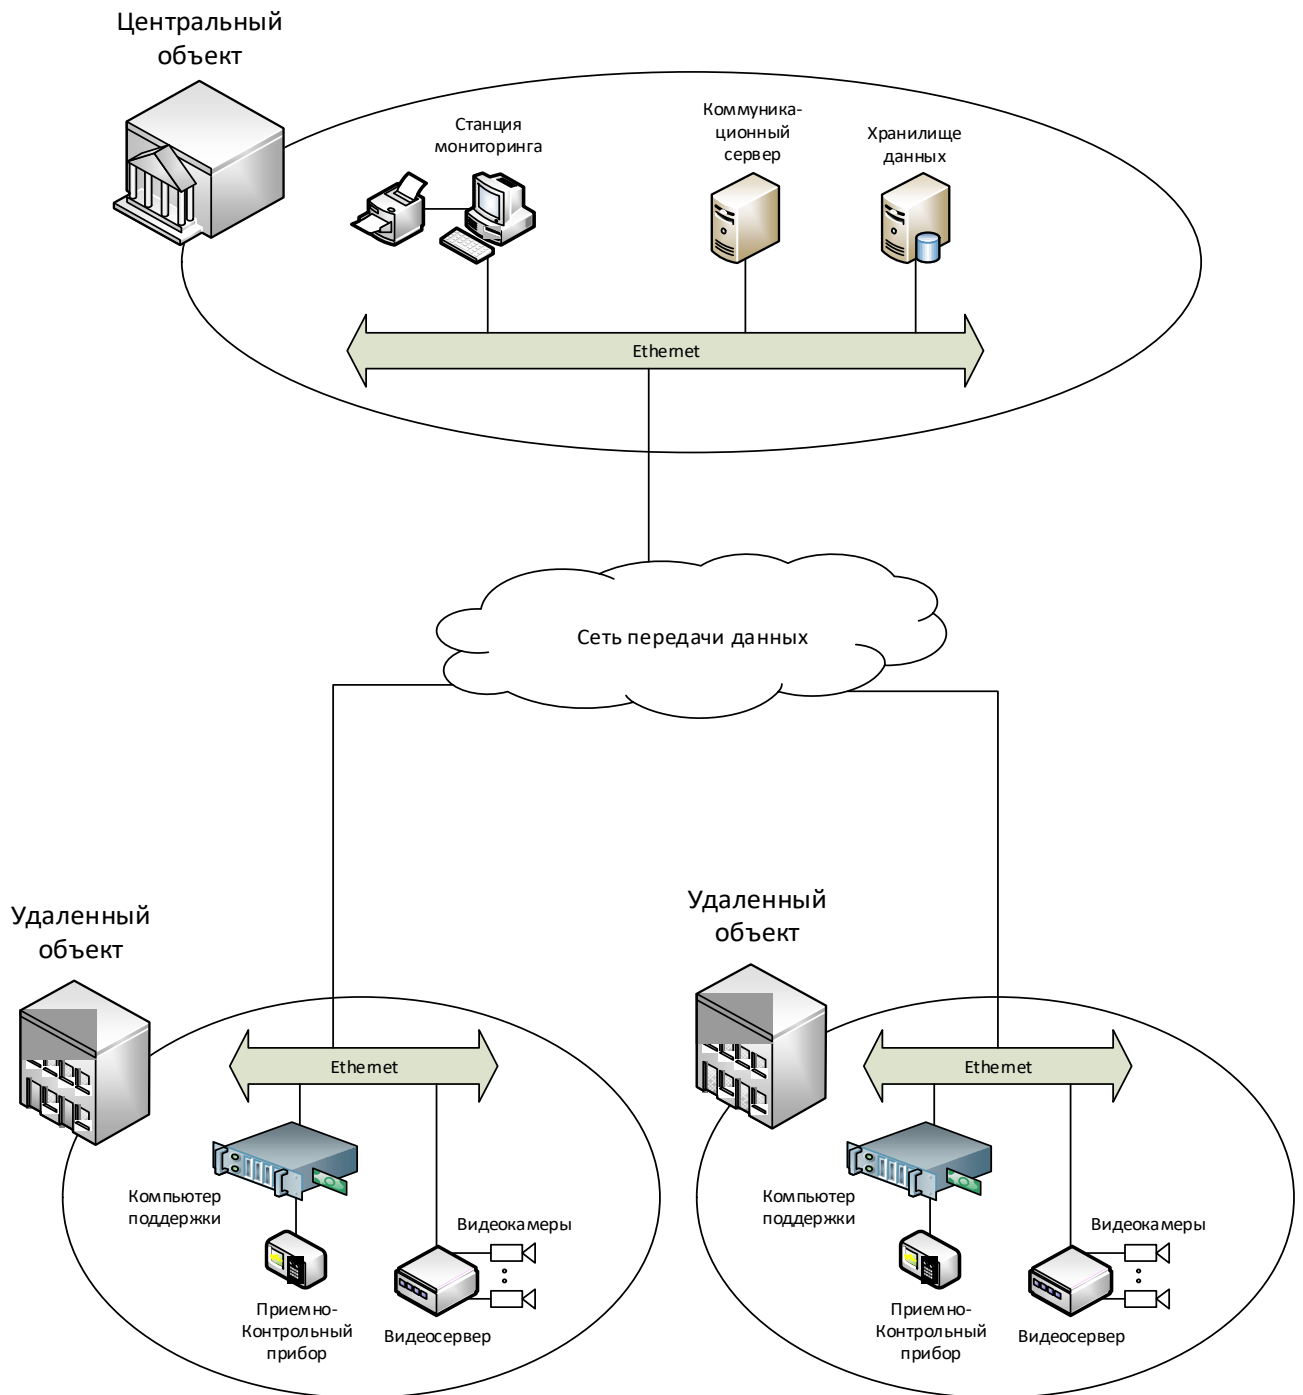 Центральный
объект
Станция
мониторинга
Коммуника-
ционный
сервер
Хранилище
данных
Ethernet
Сеть передачи данных
Удаленный
объект
Ethernet
Компьютер
поддержки
Видеокамеры
Приемно-
Контрольный
прибор
Видеосервер
Удаленный
объект
Ethernet
Компьютер
поддержки
Видеокамеры
Приемно-
Контрольный
прибор
Видеосервер